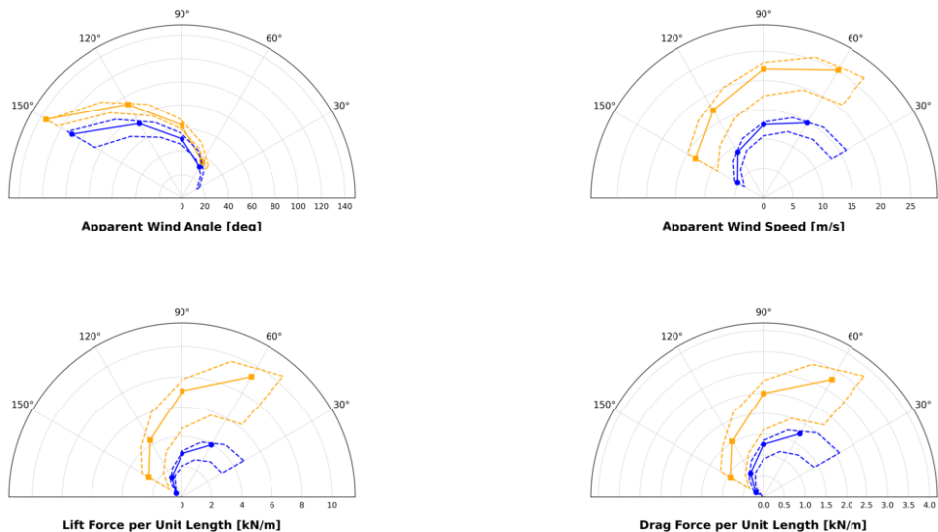 90°
120°
60°
150°
30°
0 20 40 60 80 100 120 140
Apparent Wind Angle [deg]
90°
120°
60°
150°
30°
0 5 10 15 20 25
Apparent Wind Speed [m/s]
90°
120°
60°
150°
30°
0 2 4 6 8 10
Lift Force per Unit Length [kN/m]
90°
120°
60°
150°
30°
0.0 0.5 1.0 1.5 2.0 2.5 3.0 3.5 4.0
Drag Force per Unit Length [kN/m]